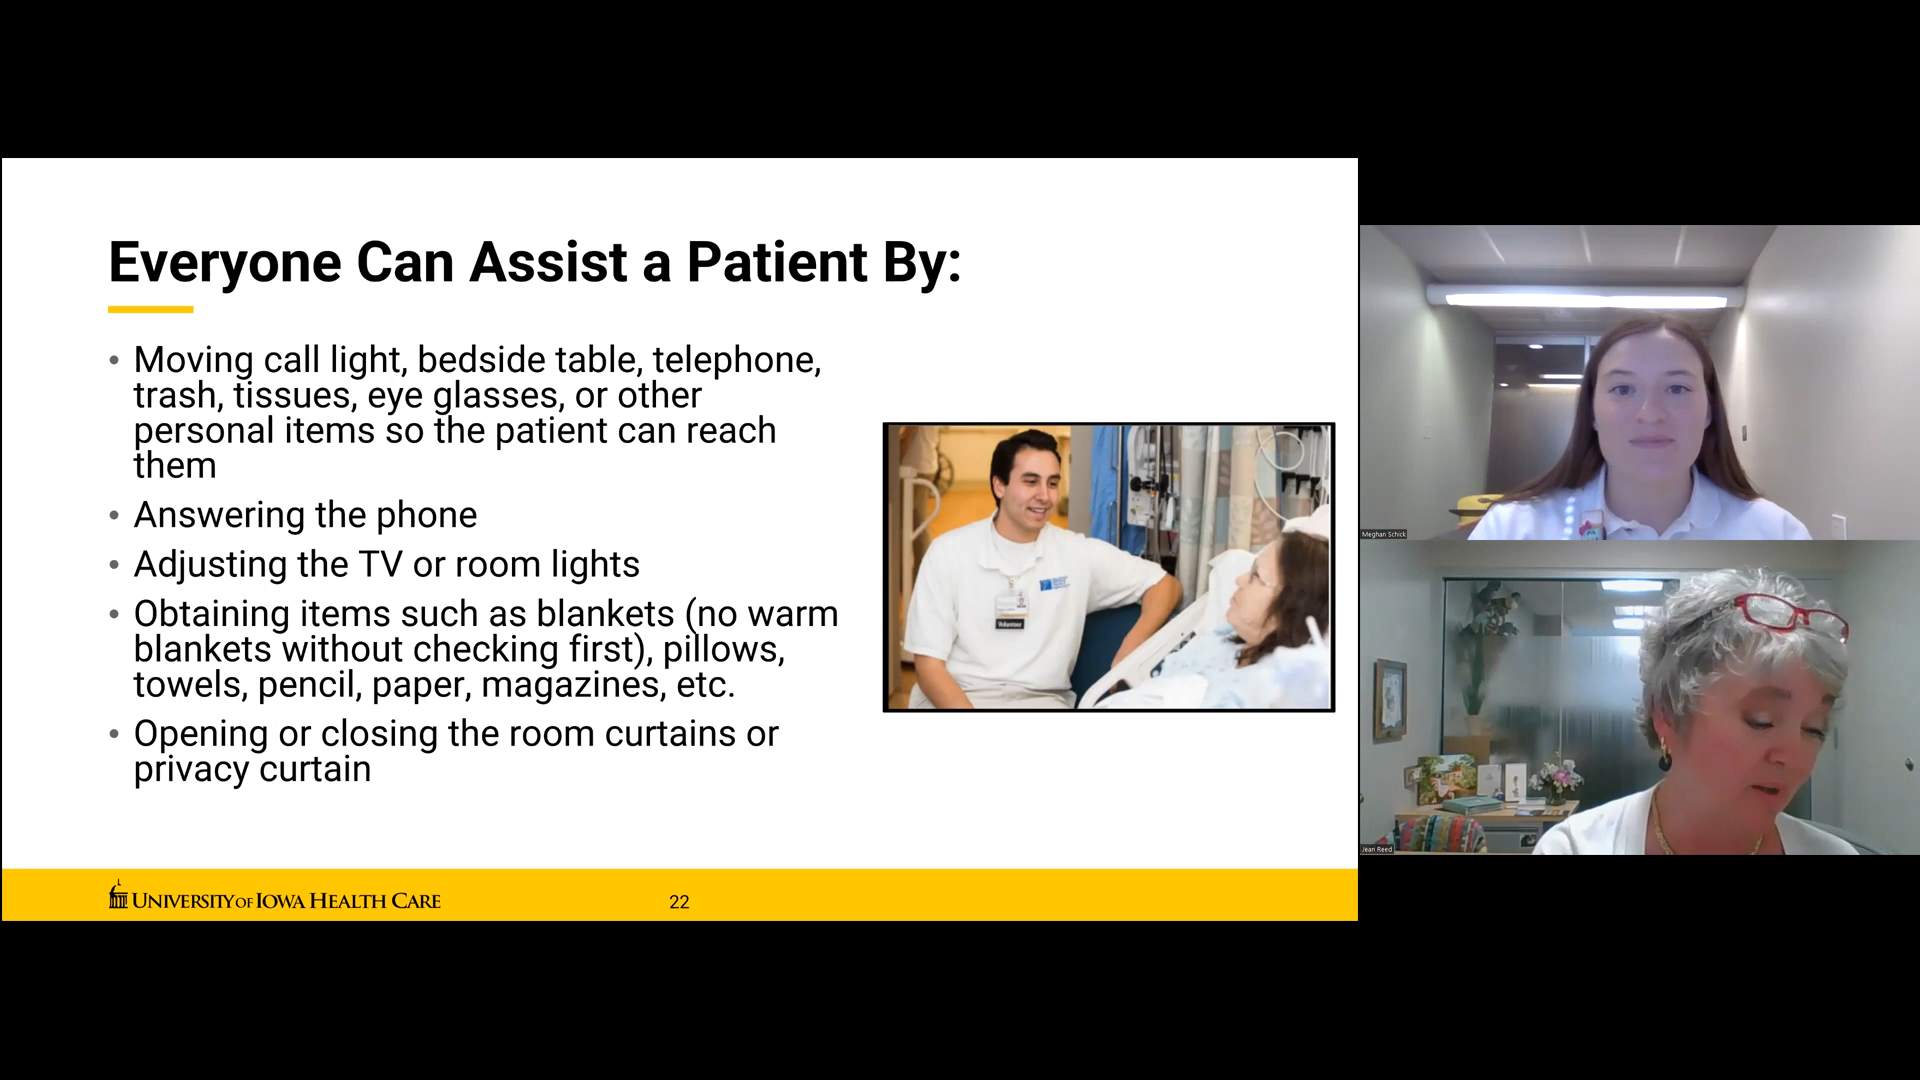 Everyone Can Assist a Patient By:
• Moving call light, bedside table, telephone,
trash, tissues, eye glasses, or other
personal items so the patient can reach
them
• Answering the phone
• Adjusting the TV or room lights
• Obtaining items such as blankets (no warm
blankets without checking first), pillows,
towels, pencil, paper, magazines, etc.
• Opening or closing the room curtains or
privacy curtain
Volunteer
UNIVERSITY OF IOWA HEALTH CARE
22
Meghan Schick
Jean Reed